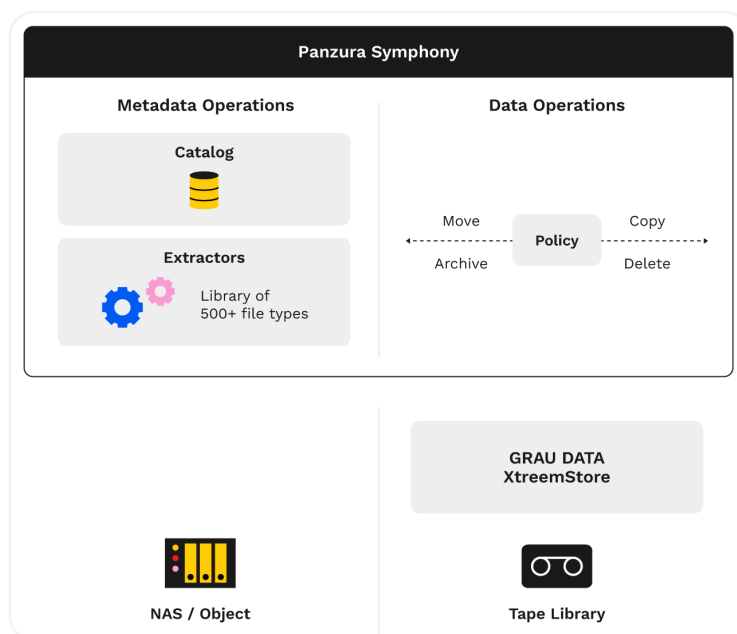 Panzura Symphony
Metadata Operations
Catalog
Extractors
Library of
500+ file types
Data Operations
Move
Copy
Policy
Archive
Delete
GRAU DATA
XtreemStore
NAS / Object
Tape Library